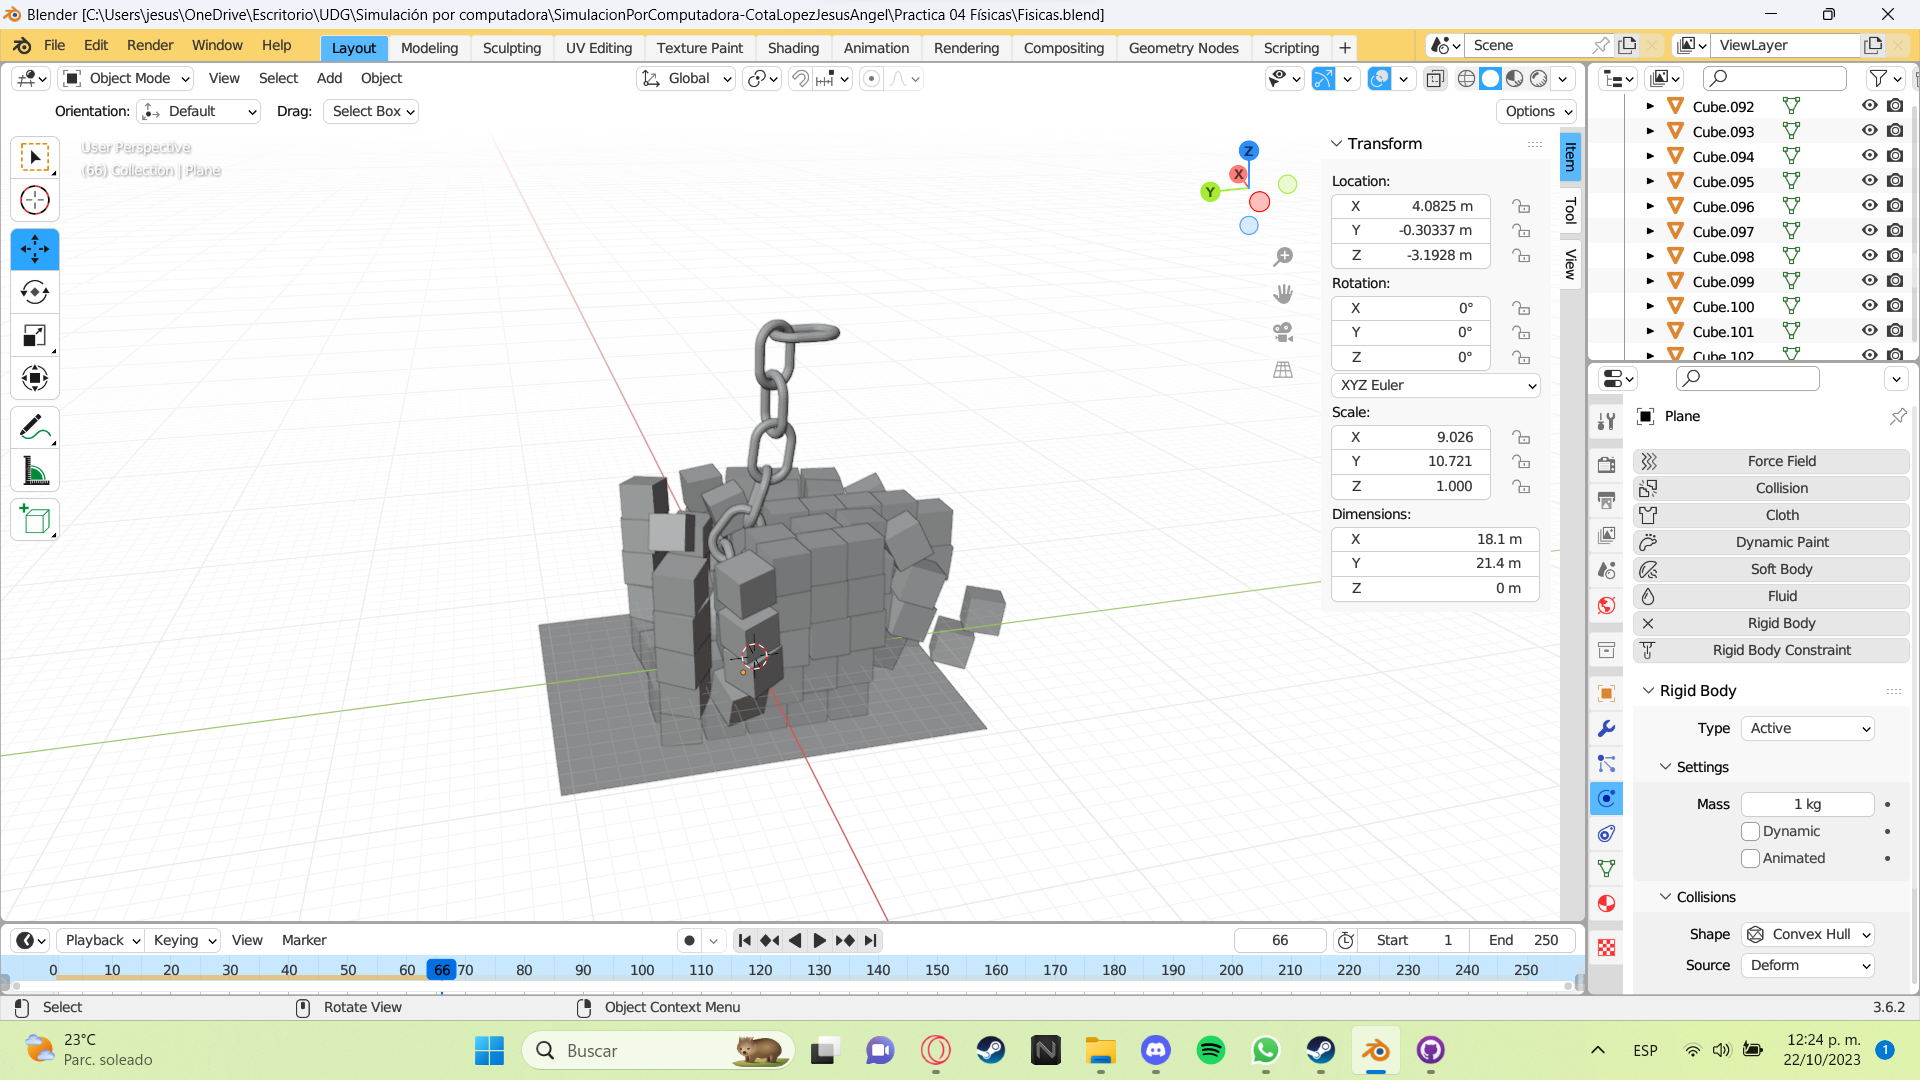 Blender [C:\Users\jesus\OneDrive\Escritorio\UDG\Simulación por computadora\SimulacionPorComputadora-CotaLopezJesusAngel\Practica 04 Físicas\Fisicas.blend]
File Edit Render Window Help Layout Modeling Sculpting UV Editing Texture Paint Shading Animation Rendering Compositing Geometry Nodes Scripting + Scene ViewLayer
Object Mode View Select Add Object Global
Orientation: Default Drag: Select Box Options
User Perspective
(66) Collection | Plane
Z
X
Y
Transform
Location:
X 4.0825 m
Y -0.30337 m
Z -3.1928 m
Rotation:
X 0°
Y 0°
Z 0°
XYZ Euler
Scale:
X 9.026
Y 10.721
Z 1.000
Dimensions:
X 18.1 m
Y 21.4 m
Z 0 m
Item
Tool
View
Cube.092
Cube.093
Cube.094
Cube.095
Cube.096
Cube.097
Cube.098
Cube.099
Cube.100
Cube.101
Cube.102
Plane
Force Field
Collision
Cloth
Dynamic Paint
Soft Body
Fluid
Rigid Body
Rigid Body Constraint
Rigid Body
Type Active
Settings
Mass 1 kg
Dynamic
Animated
Collisions
Shape Convex Hull
Source Deform
Playback Keying View Marker 66 Start 1 End 250
0 10 20 30 40 50 60 66 70 80 90 100 110 120 130 140 150 160 170 180 190 200 210 220 230 240 250
Select Rotate View Object Context Menu 3.6.2
23°C
Parc. soleado
Buscar
ESP
12:24 p. m.
22/10/2023
1